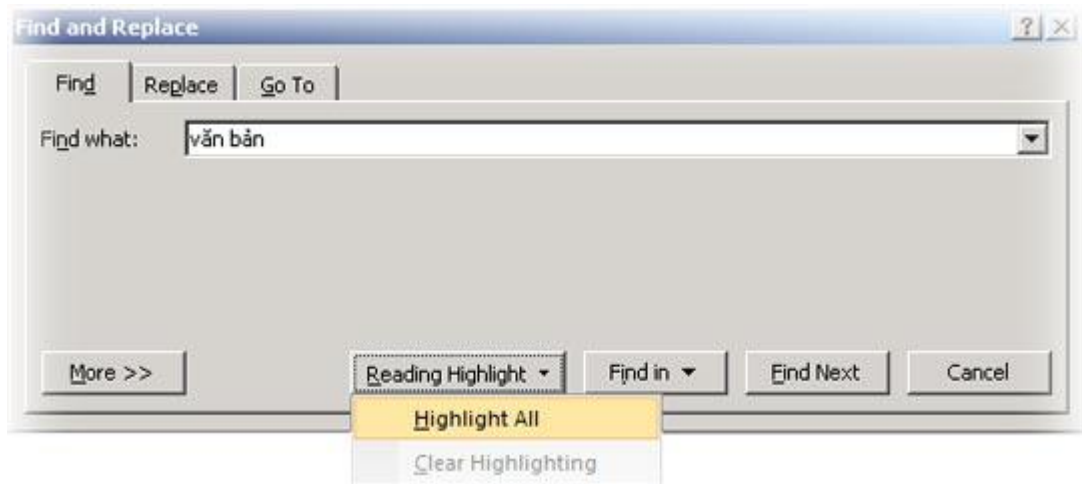 Find and Replace
Find Replace Go To
Find what: văn bản
More >> Reading Highlight Find in Find Next Cancel
Highlight All
Clear Highlighting